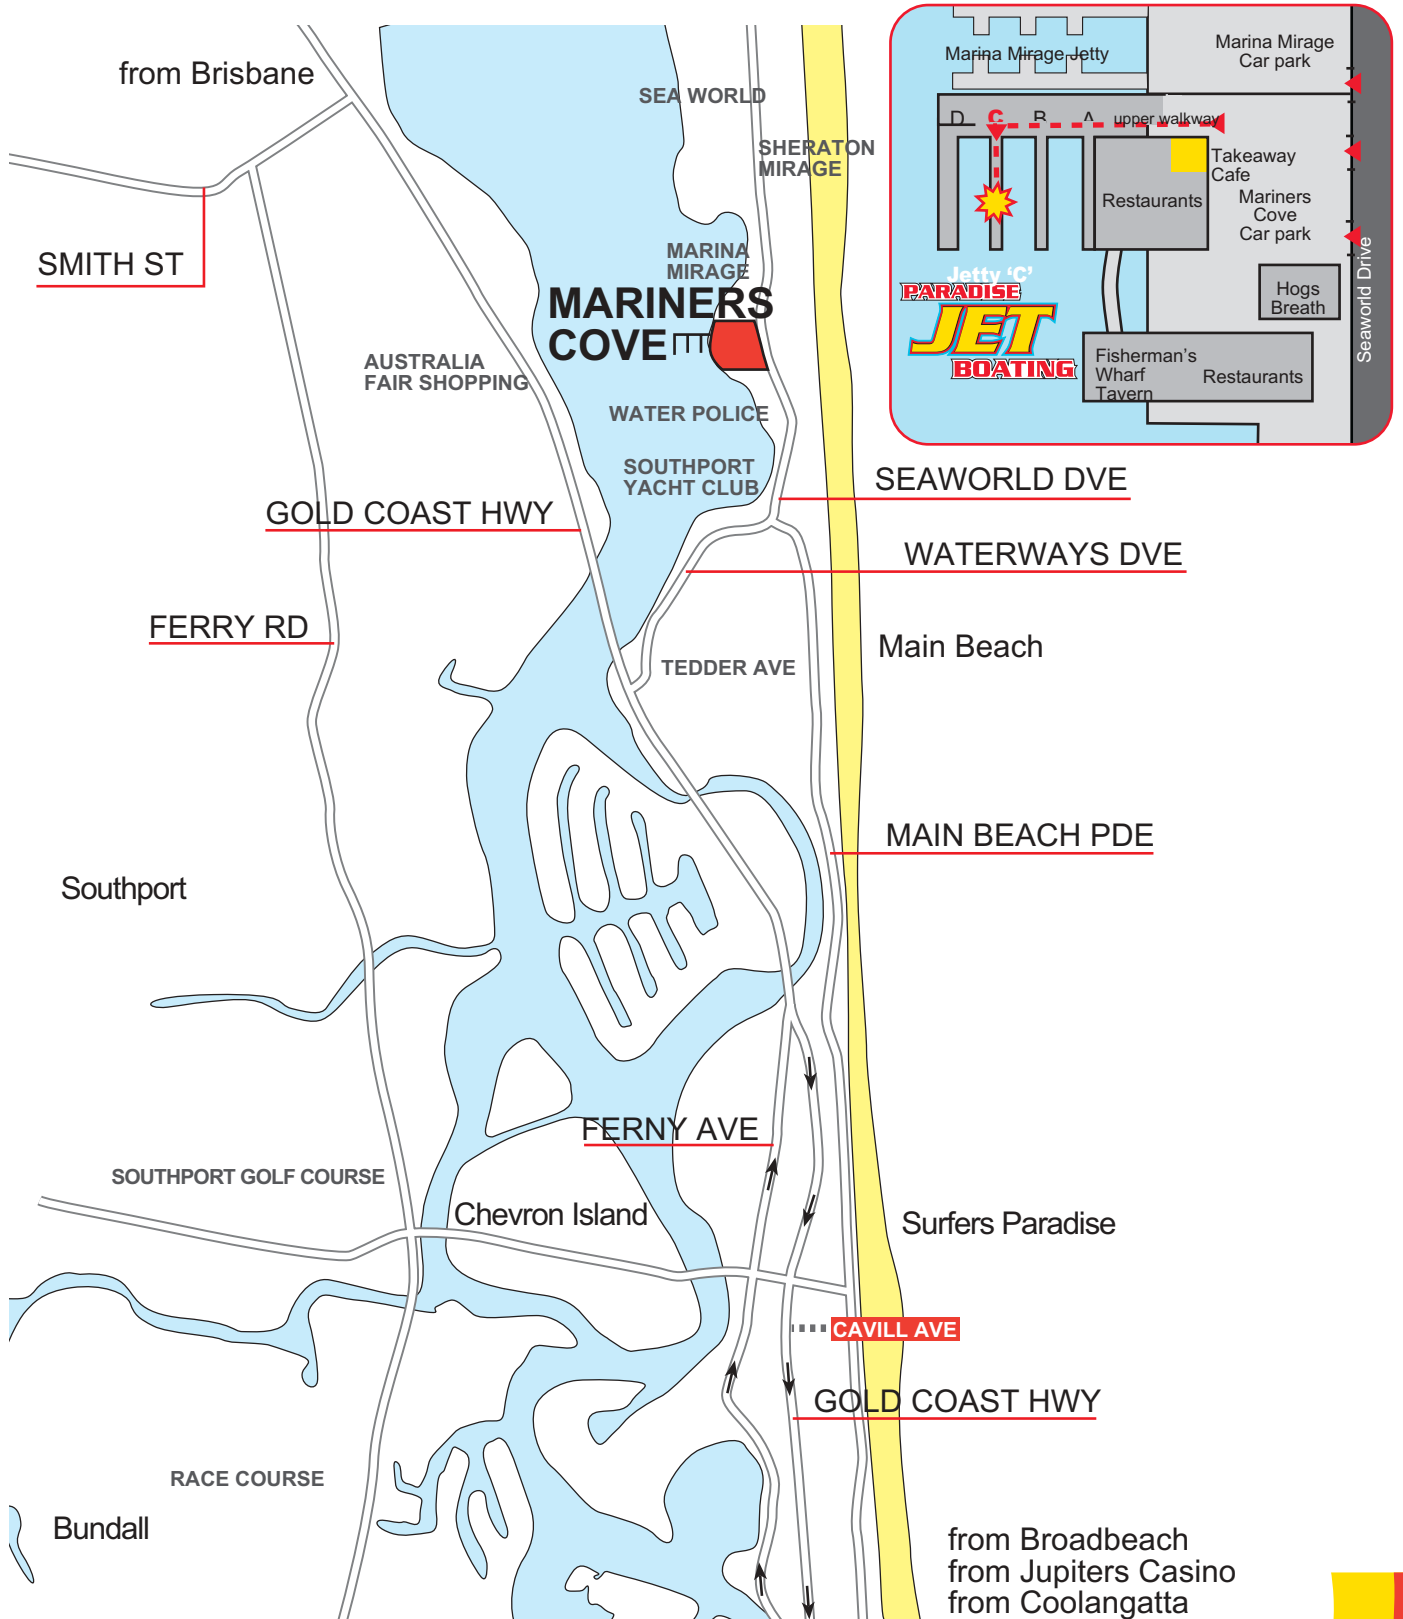 from Brisbane
SEA WORLD
SHERATON
MIRAGE
SMITH ST
MARINA
MIRAGE
MARINERS
COVE
AUSTRALIA
FAIR SHOPPING
WATER POLICE
SOUTHPORT
YACHT CLUB
SEAWORLD DVE
GOLD COAST HWY
WATERWAYS DVE
FERRY RD
Main Beach
TEDDER AVE
MAIN BEACH PDE
Southport
FERNY AVE
SOUTHPORT GOLF COURSE
Chevron Island
Surfers Paradise
CAVILL AVE
GOLD COAST HWY
RACE COURSE
Bundall
from Broadbeach
from Jupiters Casino
from Coolangatta
Marina Mirage Jetty
Marina Mirage
Car park
D C B A upper walkway
Takeaway
Cafe
Restaurants
Mariners
Cove
Car park
Seaworld Drive
Jetty ‘C’
PARADISE
JET
BOATING
Hogs
Breath
Fisherman’s
Wharf
Tavern
Restaurants